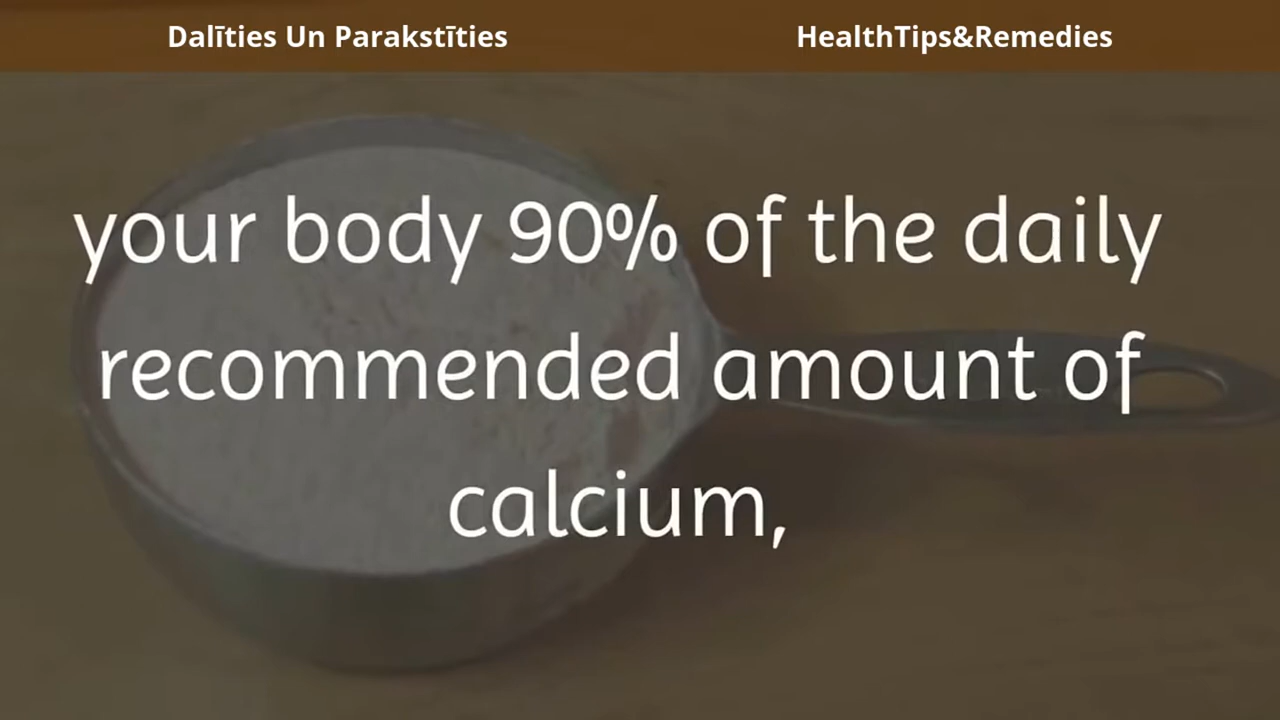 Dalīties Un Parakstīties
HealthTips&Remedies
your body 90% of the daily
recommended amount of
calcium,